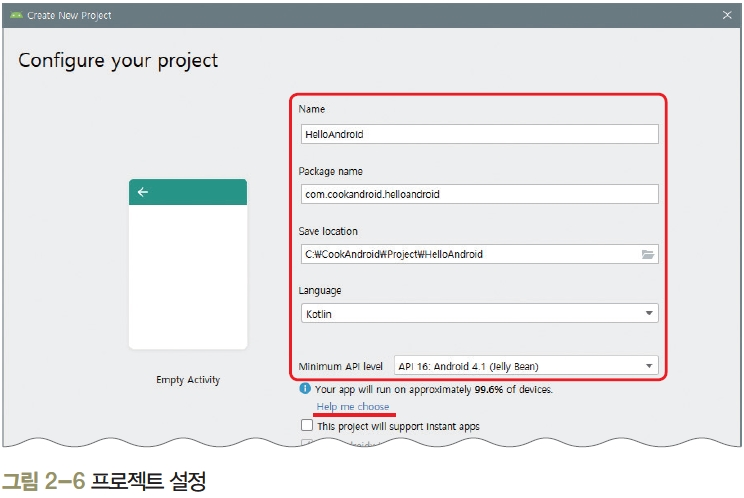 Create New Project
Configure your project
Name
HelloAndroid
Package name
com.cookandroid.helloandroid
Save location
C:₩CookAndroid₩Project₩HelloAndroid
Language
Kotlin
Empty Activity
Minimum API level API 16: Android 4.1 (Jelly Bean)
Your app will run on approximately 99.6% of devices.
Help me choose
This project will support instant apps
그림 2-6 프로젝트 설정